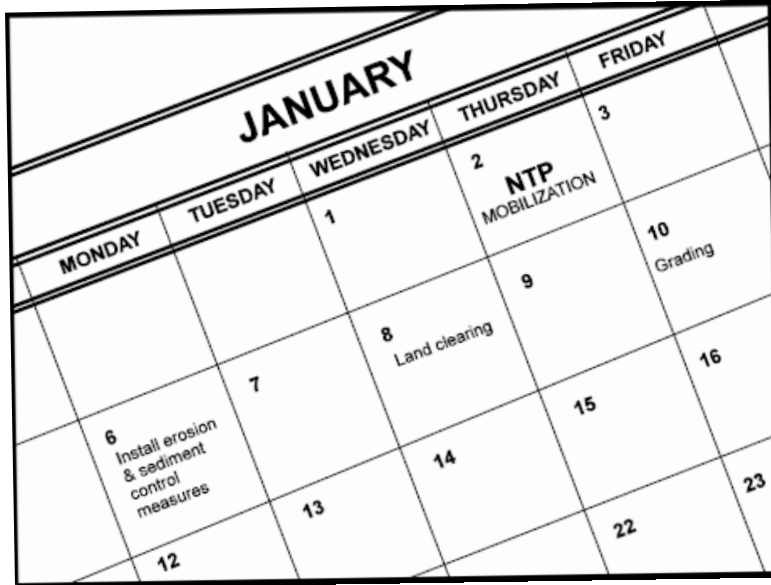 JANUARY
MONDAY TUESDAY WEDNESDAY THURSDAY FRIDAY
1 2 3
NTP
MOBILIZATION
6 7 8 9 10
Install erosion
& sediment
control
measures
Land clearing
Grading
12 13 14 15 16
22 23